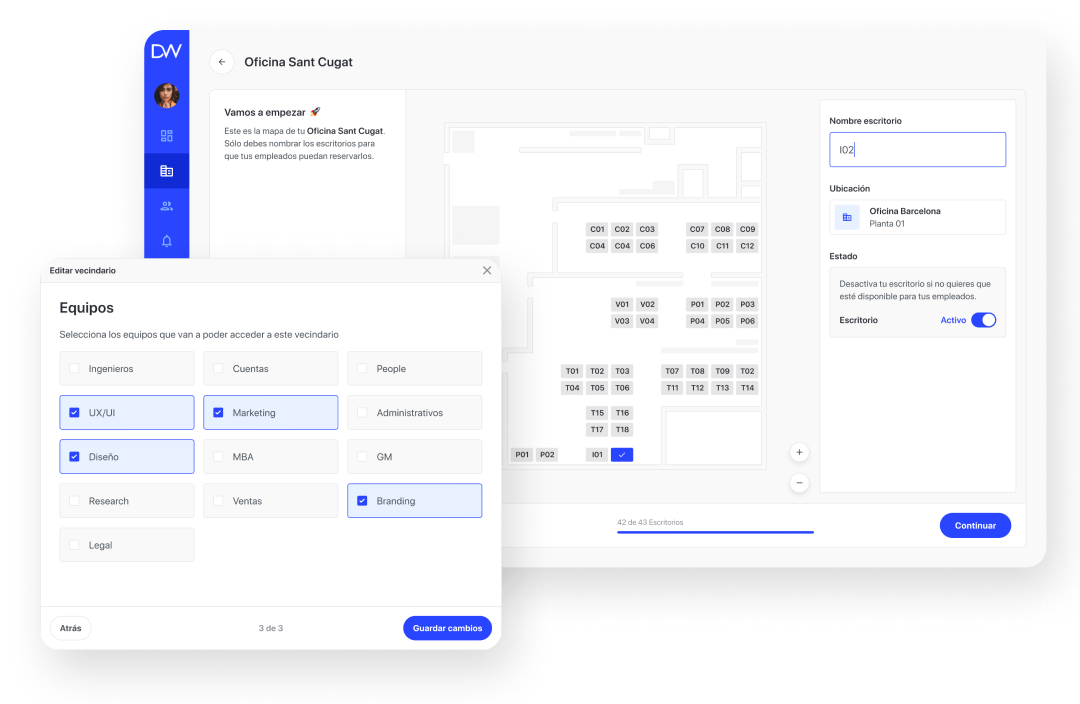 DW
Oficina Sant Cugat
Vamos a empezar 🚀
Este es la mapa de tu Oficina Sant Cugat.
Sólo debes nombrar los escritorios para
que tus empleados puedan reservarlos.
C01 C02 C03 C07 C08 C09
C04 C04 C06 C10 C11 C12
V01 V02 P01 P02 P03
V03 V04 P04 P05 P06
T01 T02 T03 T07 T08 T09 T02
T04 T05 T06 T11 T12 T13 T14
T15 T16
T17 T18
P01 P02 I01
Nombre escritorio
I02
Ubicación
Oficina Barcelona
Planta 01
Estado
Desactiva tu escritorio si no quieres que
esté disponible para tus empleados.
Escritorio Activo
42 de 43 Escritorios
Continuar
Editar vecindario
Equipos
Selecciona los equipos que van a poder acceder a este vecindario
Ingenieros Cuentas People
UX/UI Marketing Administrativos
Diseño MBA GM
Research Ventas Branding
Legal
Atrás 3 de 3 Guardar cambios